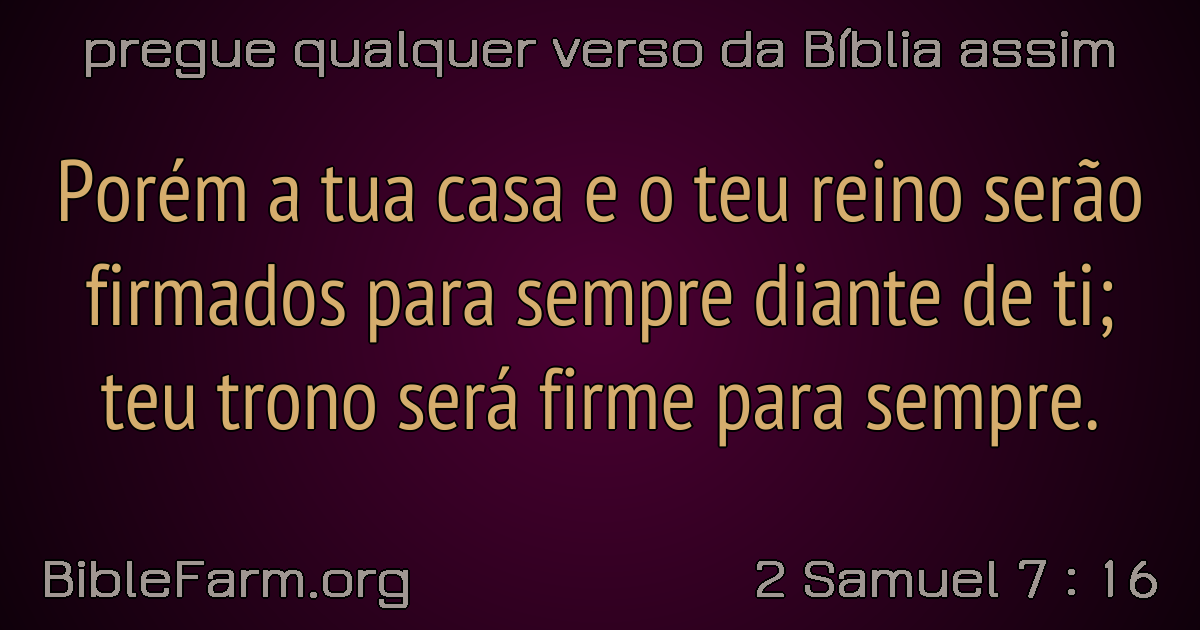 pregue qualquer verso da Bíblia assim
Porém a tua casa e o teu reino serão
firmados para sempre diante de ti;
teu trono será firme para sempre.
BibleFarm.org
2 Samuel 7 : 16